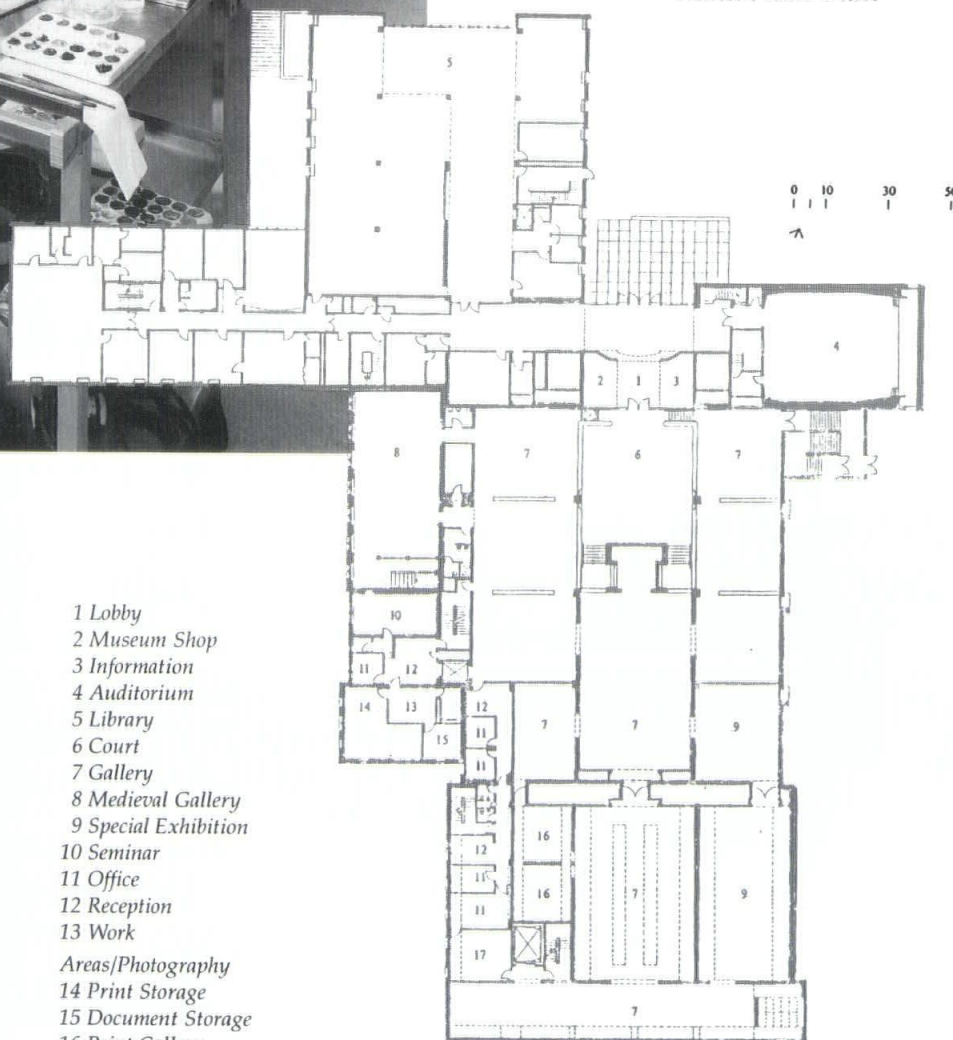 5
0 10 30
4
2 1 3
8 7 6 7
10
11 12
14 13 12 7 7 9
11
15
11
16
12
7 9
11 16
11
17
7
1 Lobby
2 Museum Shop
3 Information
4 Auditorium
5 Library
6 Court
7 Gallery
8 Medieval Gallery
9 Special Exhibition
10 Seminar
11 Office
12 Reception
13 Work
Areas/Photography
14 Print Storage
15 Document Storage
16 Print Gallery